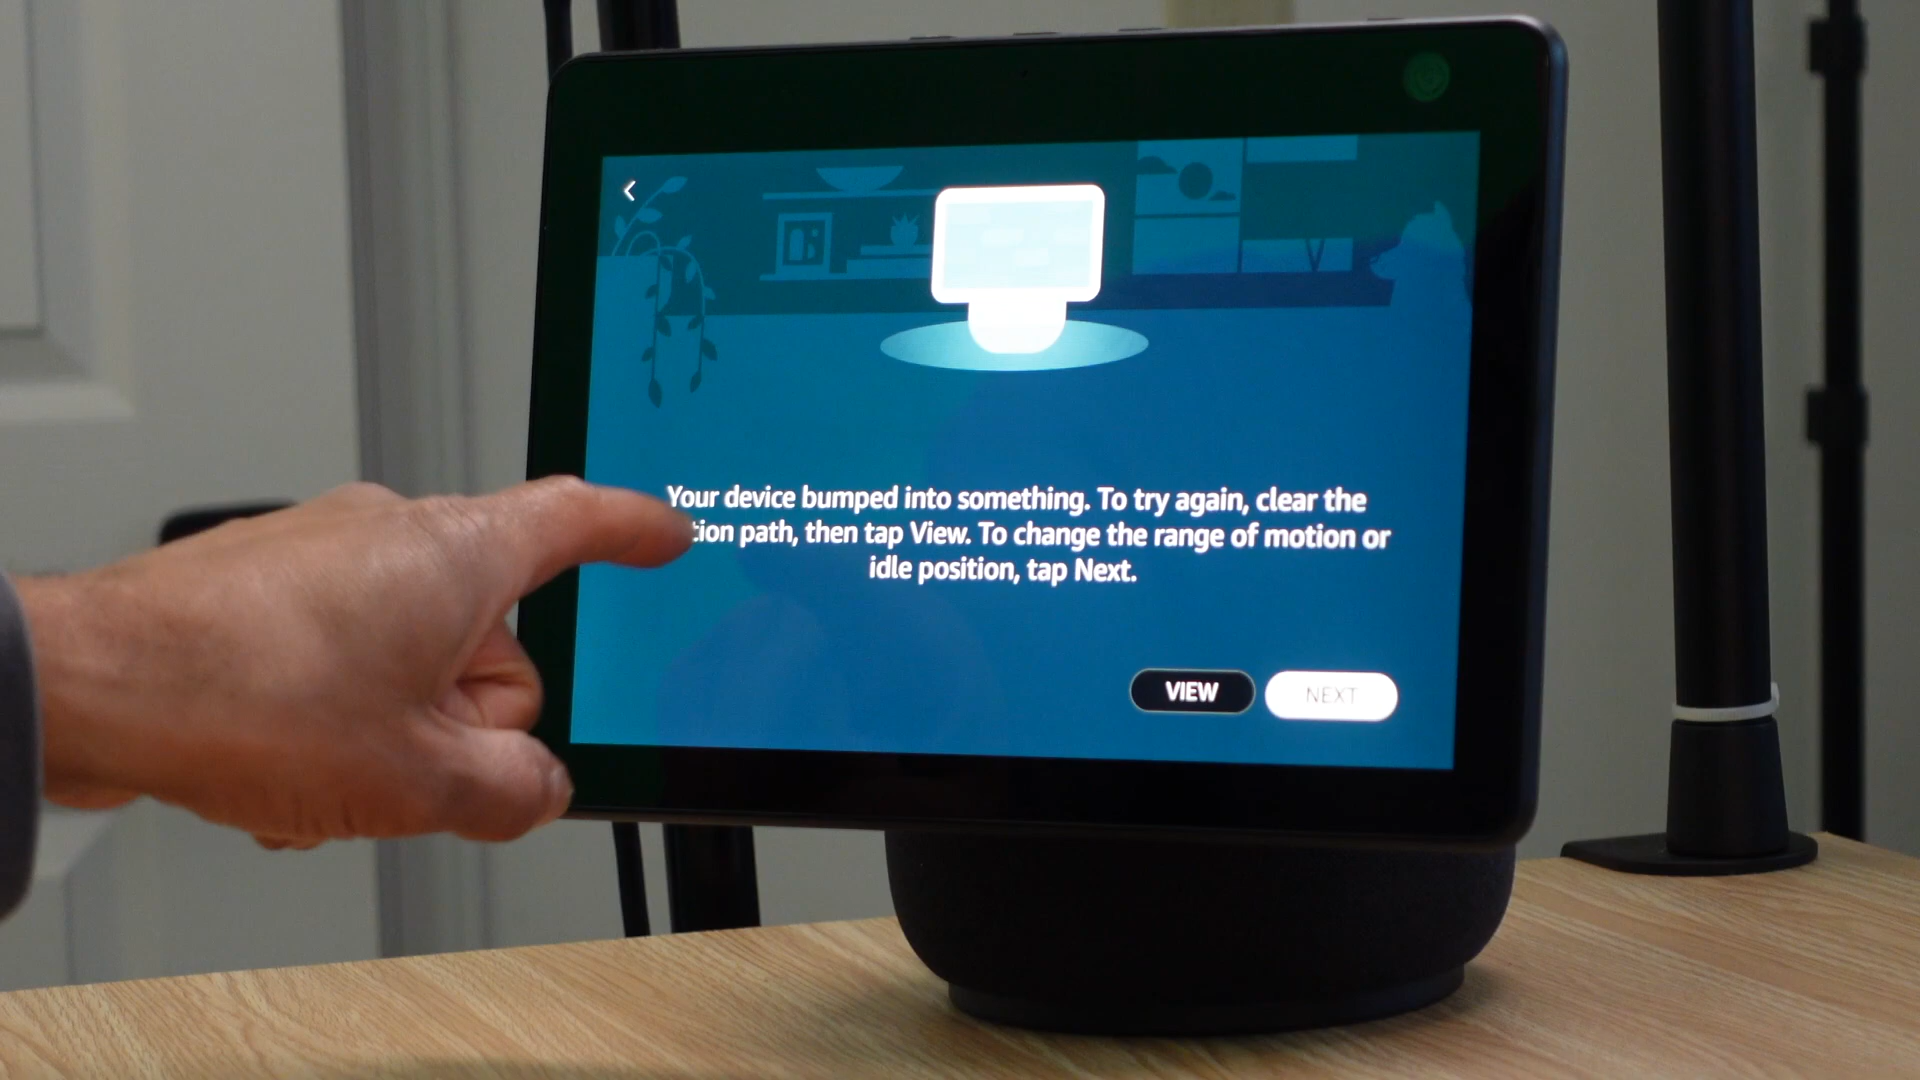 Your device bumped into something. To try again, clear the
path, then tap View. To change the range of motion or
idle position, tap Next.
VIEW
NEXT